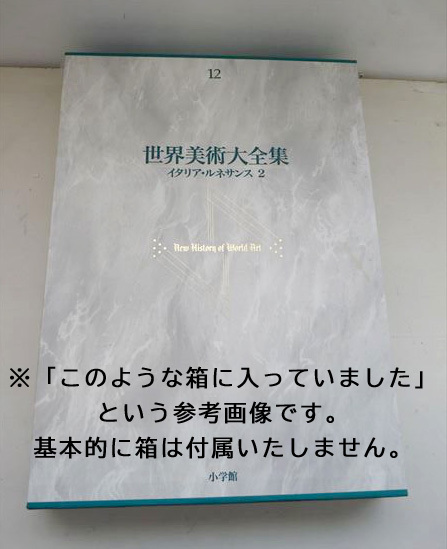 12
世界美術大全集
イタリア・ルネサンス 2
New History of World Art
※「このような箱に入っていました」
という参考画像です。
基本的に箱は付属いたしません。
小学館